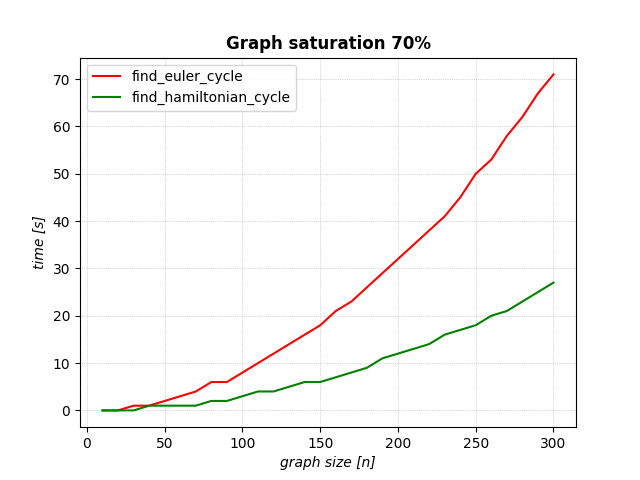 Graph saturation 70%
find_euler_cycle
find_hamiltonian_cycle
time [s]
70
60
50
40
30
20
10
0
0 50 100 150 200 250 300
graph size [n]